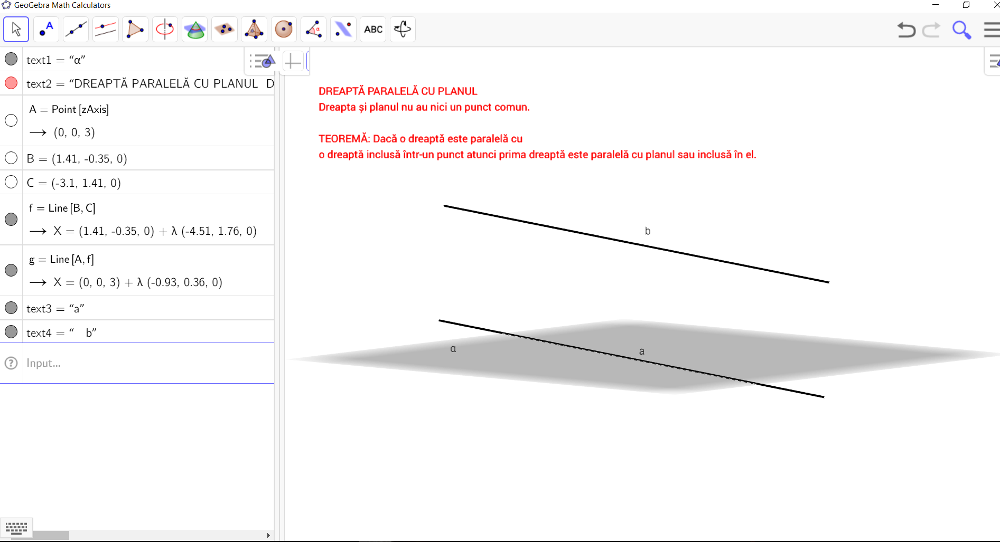 GeoGebra Math Calculators
A
α
ABC
text1 = “α”
text2 = “DREAPTĂ PARALELĂ CU PLANUL D
A = Point [zAxis]
→ (0, 0, 3)
B = (1.41, -0.35, 0)
C = (-3.1, 1.41, 0)
f = Line [B, C]
→ X = (1.41, -0.35, 0) + λ (-4.51, 1.76, 0)
g = Line [A, f]
→ X = (0, 0, 3) + λ (-0.93, 0.36, 0)
text3 = “a”
text4 = “ b”
? Input...
DREAPTĂ PARALELĂ CU PLANUL
Dreapta și planul nu au nici un punct comun.
TEOREMĂ: Dacă o dreaptă este paralelă cu
o dreaptă inclusă într-un punct atunci prima dreaptă este paralelă cu planul sau inclusă în el.
b
α
a